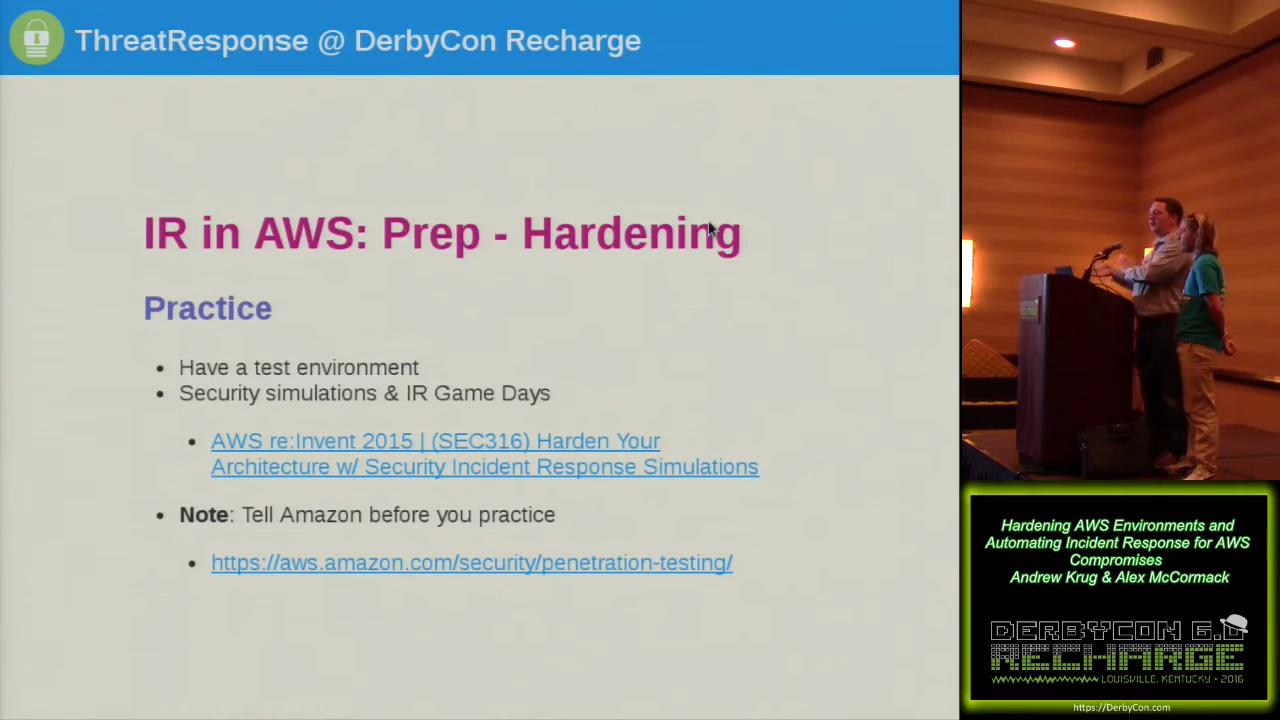 ThreatResponse @ DerbyCon Recharge
IR in AWS: Prep - Hardening
Practice
• Have a test environment
• Security simulations & IR Game Days
• AWS re:Invent 2015 | (SEC316) Harden Your
Architecture w/ Security Incident Response Simulations
• Note: Tell Amazon before you practice
• https://aws.amazon.com/security/penetration-testing/
Hardening AWS Environments and
Automating Incident Response for AWS
Compromises
Andrew Krug & Alex McCormack
DERBYCON 6.0
RECHARGE
LOUISVILLE, KENTUCKY • 2016
https://DerbyCon.com